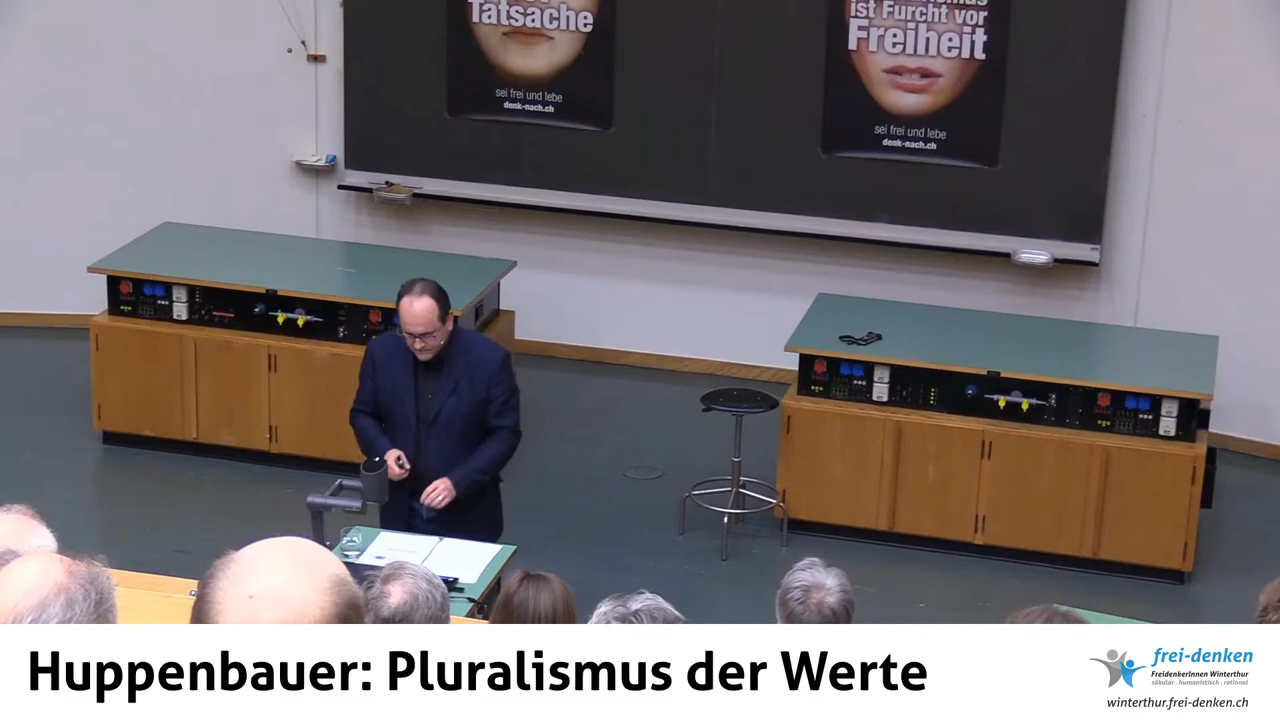 Tatsache
sei frei und lebe
denk-nach.ch
ist Furcht vor
Freiheit
sei frei und lebe
denk-nach.ch
Huppenbauer: Pluralismus der Werte
frei-denken
FreidenkerInnen Winterthur
säkular . humanistisch . rational
winterthur.frei-denken.ch